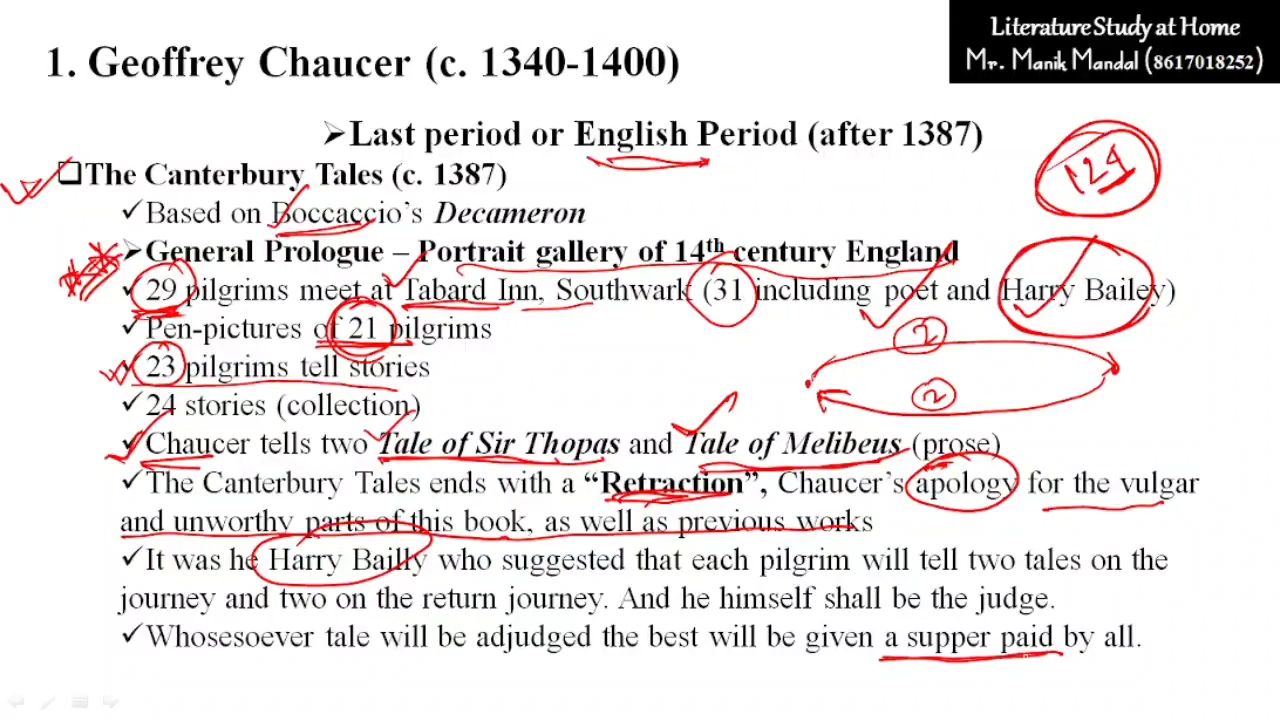 Literature Study at Home
Mr. Manik Mandal (8617018252)
1. Geoffrey Chaucer (c. 1340-1400)
➢Last period or English Period (after 1387)
❑The Canterbury Tales (c. 1387)
✓Based on Boccaccio's Decameron
➢General Prologue – Portrait gallery of 14th century England
✓29 pilgrims meet at Tabard Inn, Southwark (31 including poet and Harry Bailey)
✓Pen-pictures of 21 pilgrims
✓23 pilgrims tell stories
✓24 stories (collection)
✓Chaucer tells two Tale of Sir Thopas and Tale of Melibeus (prose)
✓The Canterbury Tales ends with a “Retraction”, Chaucer's apology for the vulgar
and unworthy parts of this book, as well as previous works
✓It was he Harry Bailly who suggested that each pilgrim will tell two tales on the
journey and two on the return journey. And he himself shall be the judge.
✓Whosesoever tale will be adjudged the best will be given a supper paid by all.
124
2
2